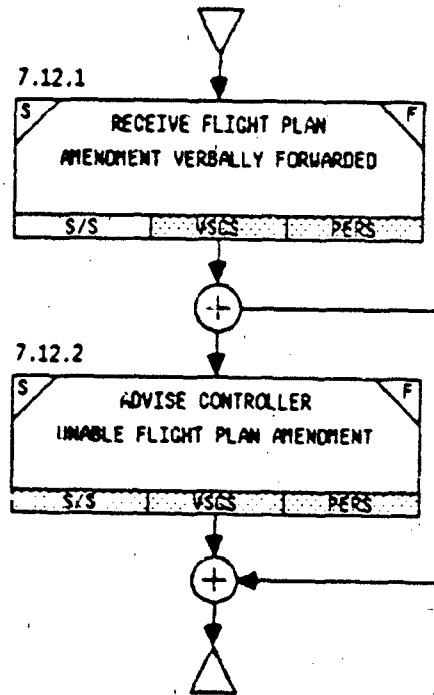 7.12.1
S F
RECEIVE FLIGHT PLAN
AMENDMENT VERBALLY FORWARDED
S/S VSCS PERS
+
7.12.2
S F
ADVISE CONTROLLER
UNABLE FLIGHT PLAN AMENDMENT
S/S VSCS PERS
+